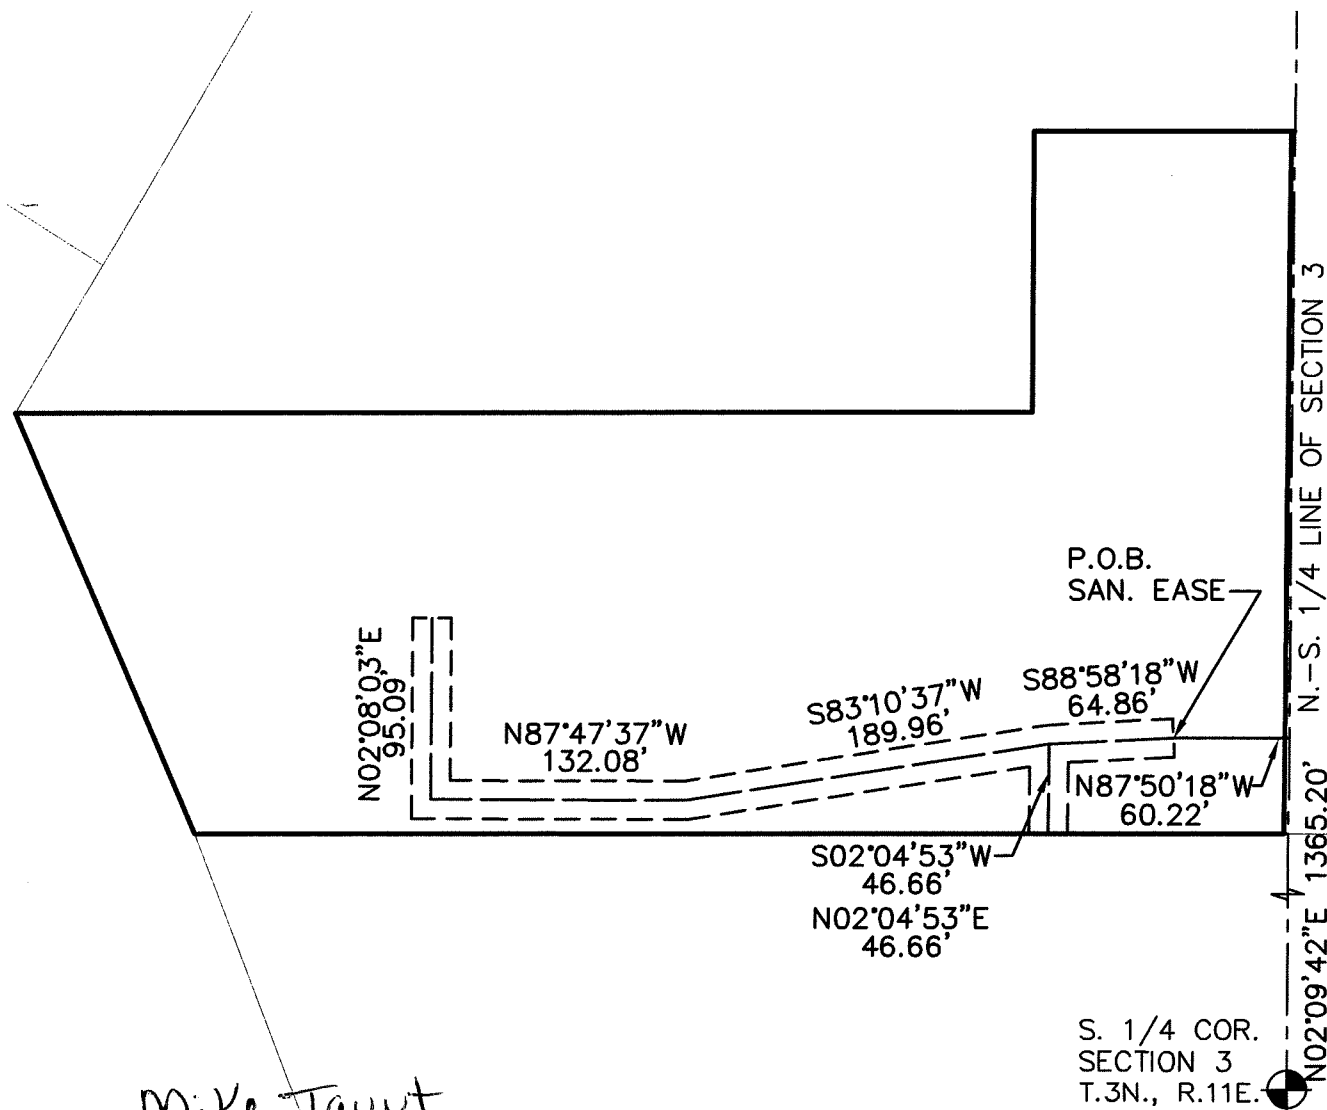 N.-S. 1/4 LINE OF SECTION 3
P.O.B.
SAN. EASE
N02°08'03"E
95.09'
N87°47'37"W
132.08'
S83°10'37"W
189.96'
S88°58'18"W
64.86'
N87°50'18"W
60.22'
S02°04'53"W
46.66'
N02°04'53"E
46.66'
N02°09'42"E 1365.20'
S. 1/4 COR.
SECTION 3
T.3N., R.11E.
Mike